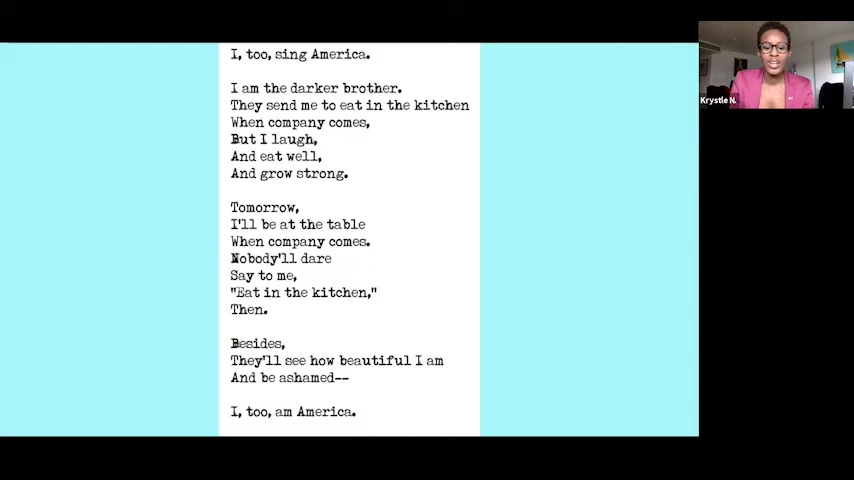 I, too, sing America.
I am the darker brother.
They send me to eat in the kitchen
When company comes,
But I laugh,
And eat well,
And grow strong.
Tomorrow,
I'll be at the table
When company comes.
Nobody'll dare
Say to me,
"Eat in the kitchen,"
Then.
Besides,
They'll see how beautiful I am
And be ashamed--
I, too, am America.
Krystle N.